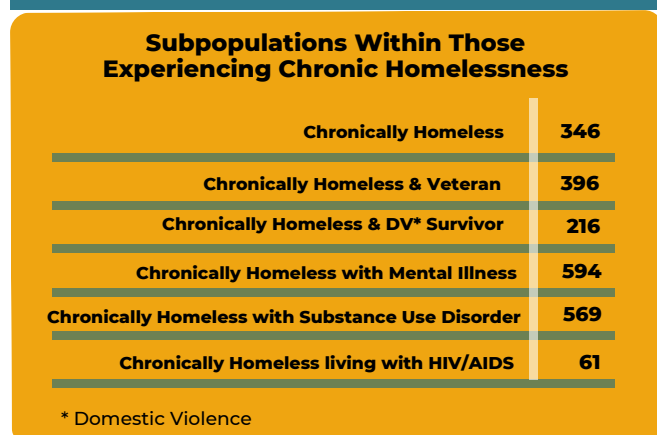 Subpopulations Within Those
Experiencing Chronic Homelessness
Chronically Homeless 346
Chronically Homeless & Veteran 396
Chronically Homeless & DV* Survivor 216
Chronically Homeless with Mental Illness 594
Chronically Homeless with Substance Use Disorder 569
Chronically Homeless living with HIV/AIDS 61
* Domestic Violence